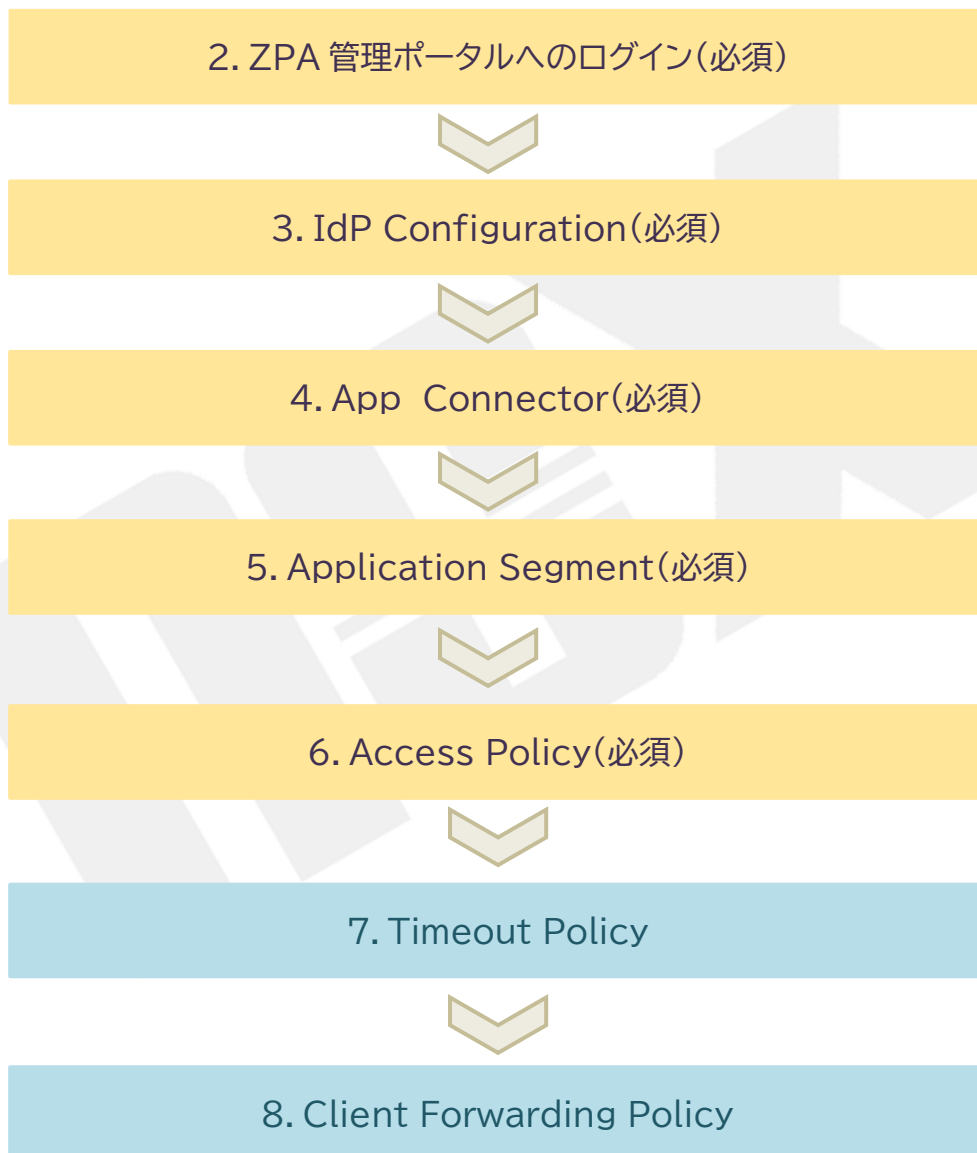 2. ZPA 管理ポータルへのログイン(必須)
3. IdP Configuration(必須)
4. App Connector(必須)
5. Application Segment(必須)
6. Access Policy(必須)
7. Timeout Policy
8. Client Forwarding Policy